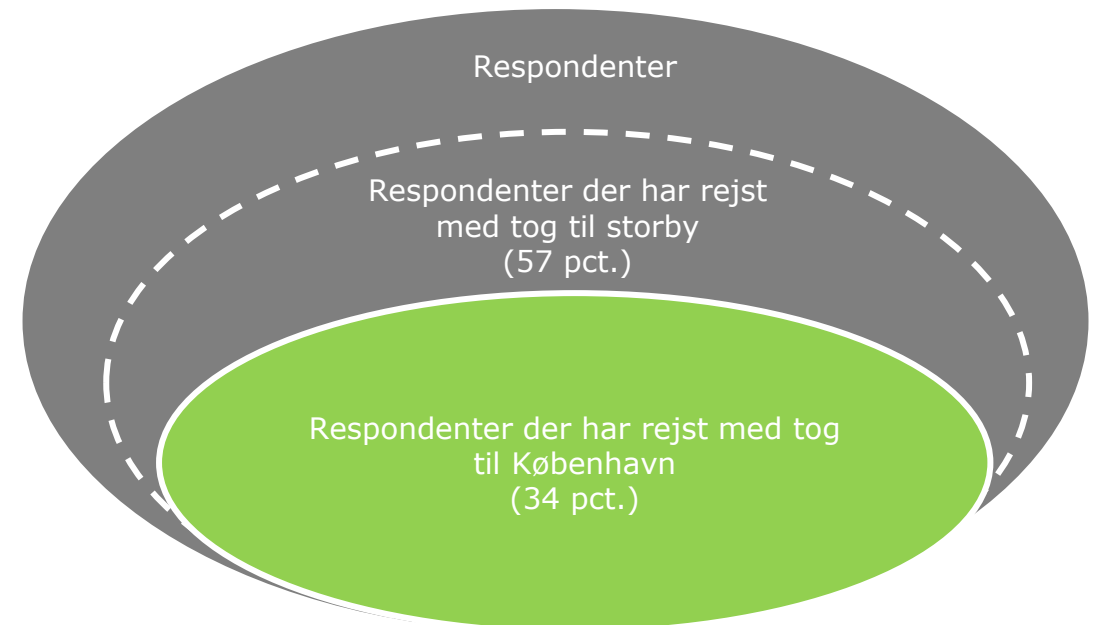 Respondenter
Respondenter der har rejst
med tog til storby
(57 pct.)
Respondenter der har rejst med tog
til København
(34 pct.)